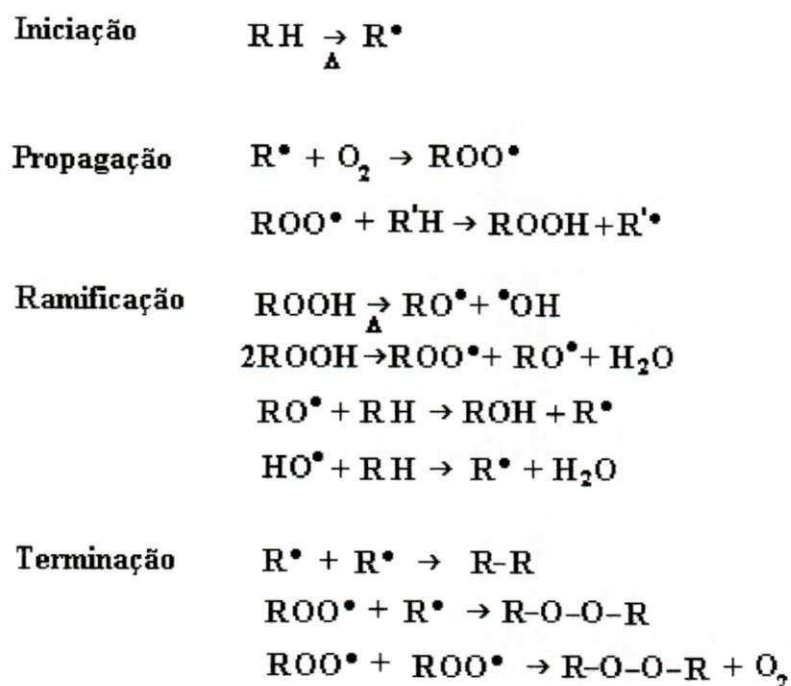 Iniciação RH →Δ R•
Propagação R• + O₂ → ROO•
ROO• + R'H → ROOH+R'•
Ramificação ROOH →Δ RO•+ •OH
2ROOH→ROO•+ RO•+ H₂O
RO• + RH → ROH + R•
HO•+ RH → R• + H₂O
Terminação R• + R• → R-R
ROO• + R• → R-O-O-R
ROO• + ROO• → R-O-O-R + O₂